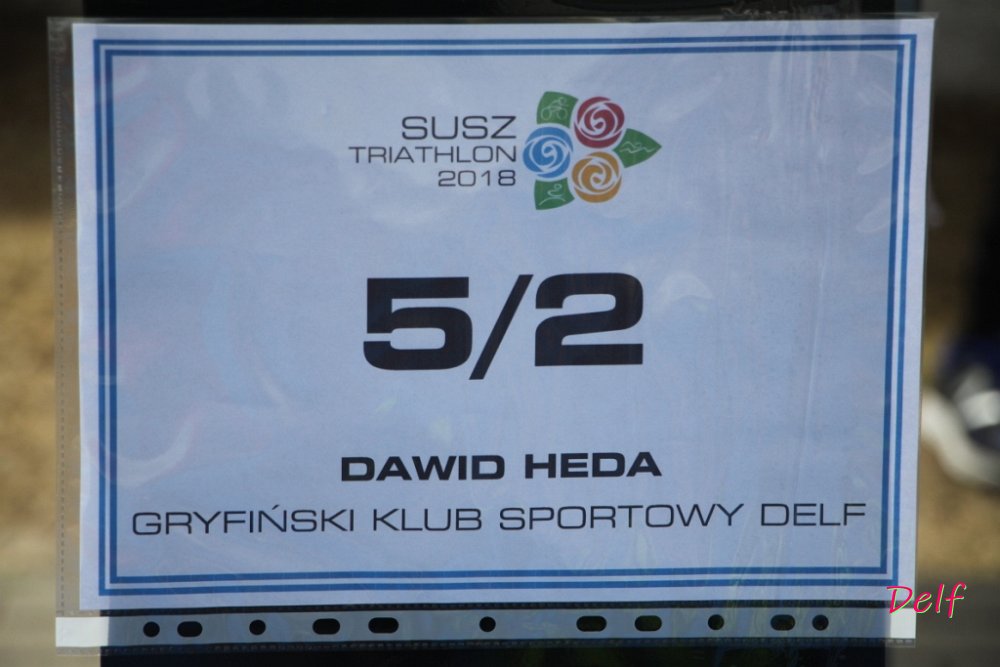 SUSZ
TRIATHLON
2018
5/2
DAWID HEDA
GRYFIŃSKI KLUB SPORTOWY DELF
Delf